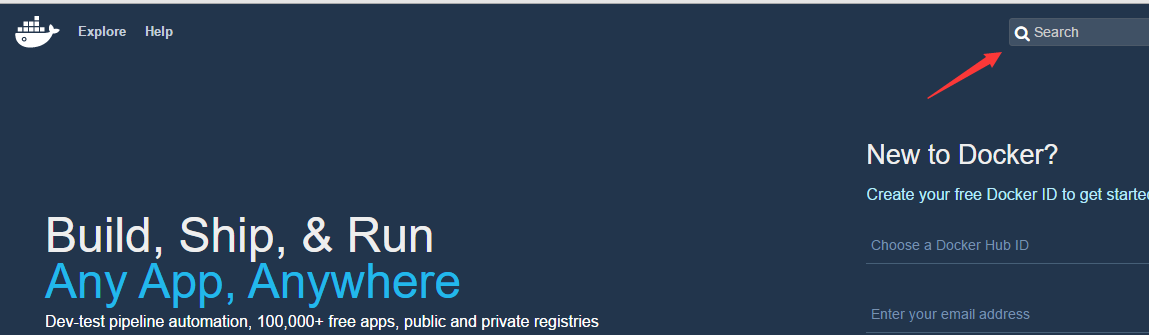 Explore Help Search
New to Docker?
Create your free Docker ID to get started
Choose a Docker Hub ID
Build, Ship, & Run
Any App, Anywhere
Enter your email address
Dev-test pipeline automation, 100,000+ free apps, public and private registries